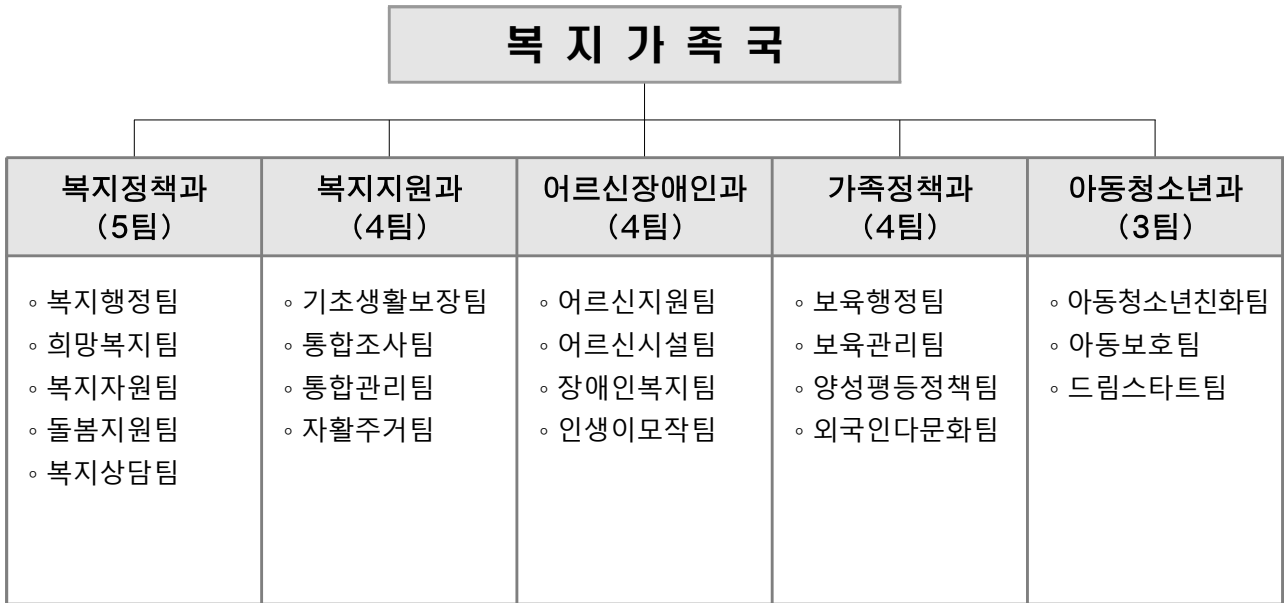 복 지 가 족 국
복지정책과
(5팀)
◦ 복지행정팀
◦ 희망복지팀
◦ 복지자원팀
◦ 돌봄지원팀
◦ 복지상담팀
복지지원과
(4팀)
◦ 기초생활보장팀
◦ 통합조사팀
◦ 통합관리팀
◦ 자활주거팀
어르신장애인과
(4팀)
◦ 어르신지원팀
◦ 어르신시설팀
◦ 장애인복지팀
◦ 인생이모작팀
가족정책과
(4팀)
◦ 보육행정팀
◦ 보육관리팀
◦ 양성평등정책팀
◦ 외국인다문화팀
아동청소년과
(3팀)
◦ 아동청소년친화팀
◦ 아동보호팀
◦ 드림스타트팀